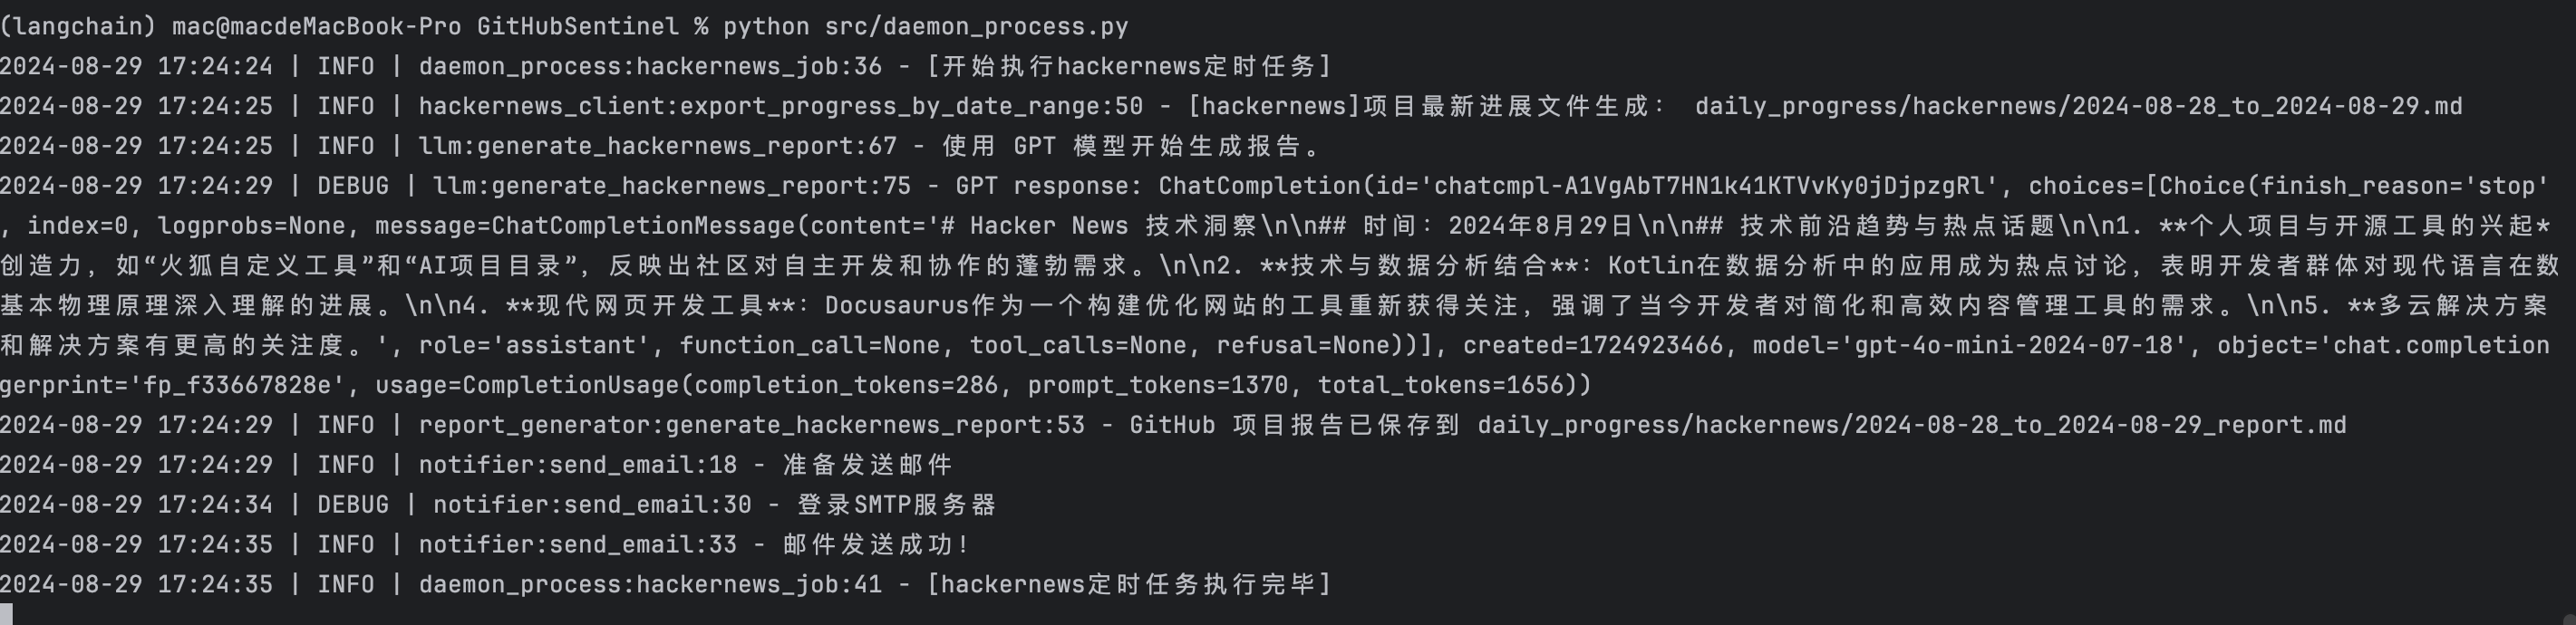 (langchain) mac@macdeMacBook-Pro GitHubSentinel % python src/daemon_process.py
2024-08-29 17:24:24 | INFO | daemon_process:hackernews_job:36 - [开始执行hackernews定时任务]
2024-08-29 17:24:25 | INFO | hackernews_client:export_progress_by_date_range:50 - [hackernews]项目最新进展文件生成： daily_progress/hackernews/2024-08-28_to_2024-08-29.md
2024-08-29 17:24:25 | INFO | llm:generate_hackernews_report:67 - 使用 GPT 模型开始生成报告。
2024-08-29 17:24:29 | DEBUG | llm:generate_hackernews_report:75 - GPT response: ChatCompletion(id='chatcmpl-A1VgAbT7HN1k41KTVvKy0jDjpzgRl', choices=[Choice(finish_reason='stop'
, index=0, logprobs=None, message=ChatCompletionMessage(content='# Hacker News 技术洞察\n\n## 时间：2024年8月29日\n\n## 技术前沿趋势与热点话题\n\n1. **个人项目与开源工具的兴起*
创造力，如“火狐自定义工具”和“AI项目目录”，反映出社区对自主开发和协作的蓬勃需求。\n\n2. **技术与数据分析结合**：Kotlin在数据分析中的应用成为热点讨论，表明开发者群体对现代语言在数
基本物理原理深入理解的进展。\n\n4. **现代网页开发工具**：Docusaurus作为一个构建优化网站的工具重新获得关注，强调了当今开发者对简化和高效内容管理工具的需求。\n\n5. **多云解决方案
和解决方案有更高的关注度。', role='assistant', function_call=None, tool_calls=None, refusal=None))], created=1724923466, model='gpt-4o-mini-2024-07-18', object='chat.completion
gerprint='fp_f33667828e', usage=CompletionUsage(completion_tokens=286, prompt_tokens=1370, total_tokens=1656))
2024-08-29 17:24:29 | INFO | report_generator:generate_hackernews_report:53 - GitHub 项目报告已保存到 daily_progress/hackernews/2024-08-28_to_2024-08-29_report.md
2024-08-29 17:24:29 | INFO | notifier:send_email:18 - 准备发送邮件
2024-08-29 17:24:34 | DEBUG | notifier:send_email:30 - 登录SMTP服务器
2024-08-29 17:24:35 | INFO | notifier:send_email:33 - 邮件发送成功！
2024-08-29 17:24:35 | INFO | daemon_process:hackernews_job:41 - [hackernews定时任务执行完毕]